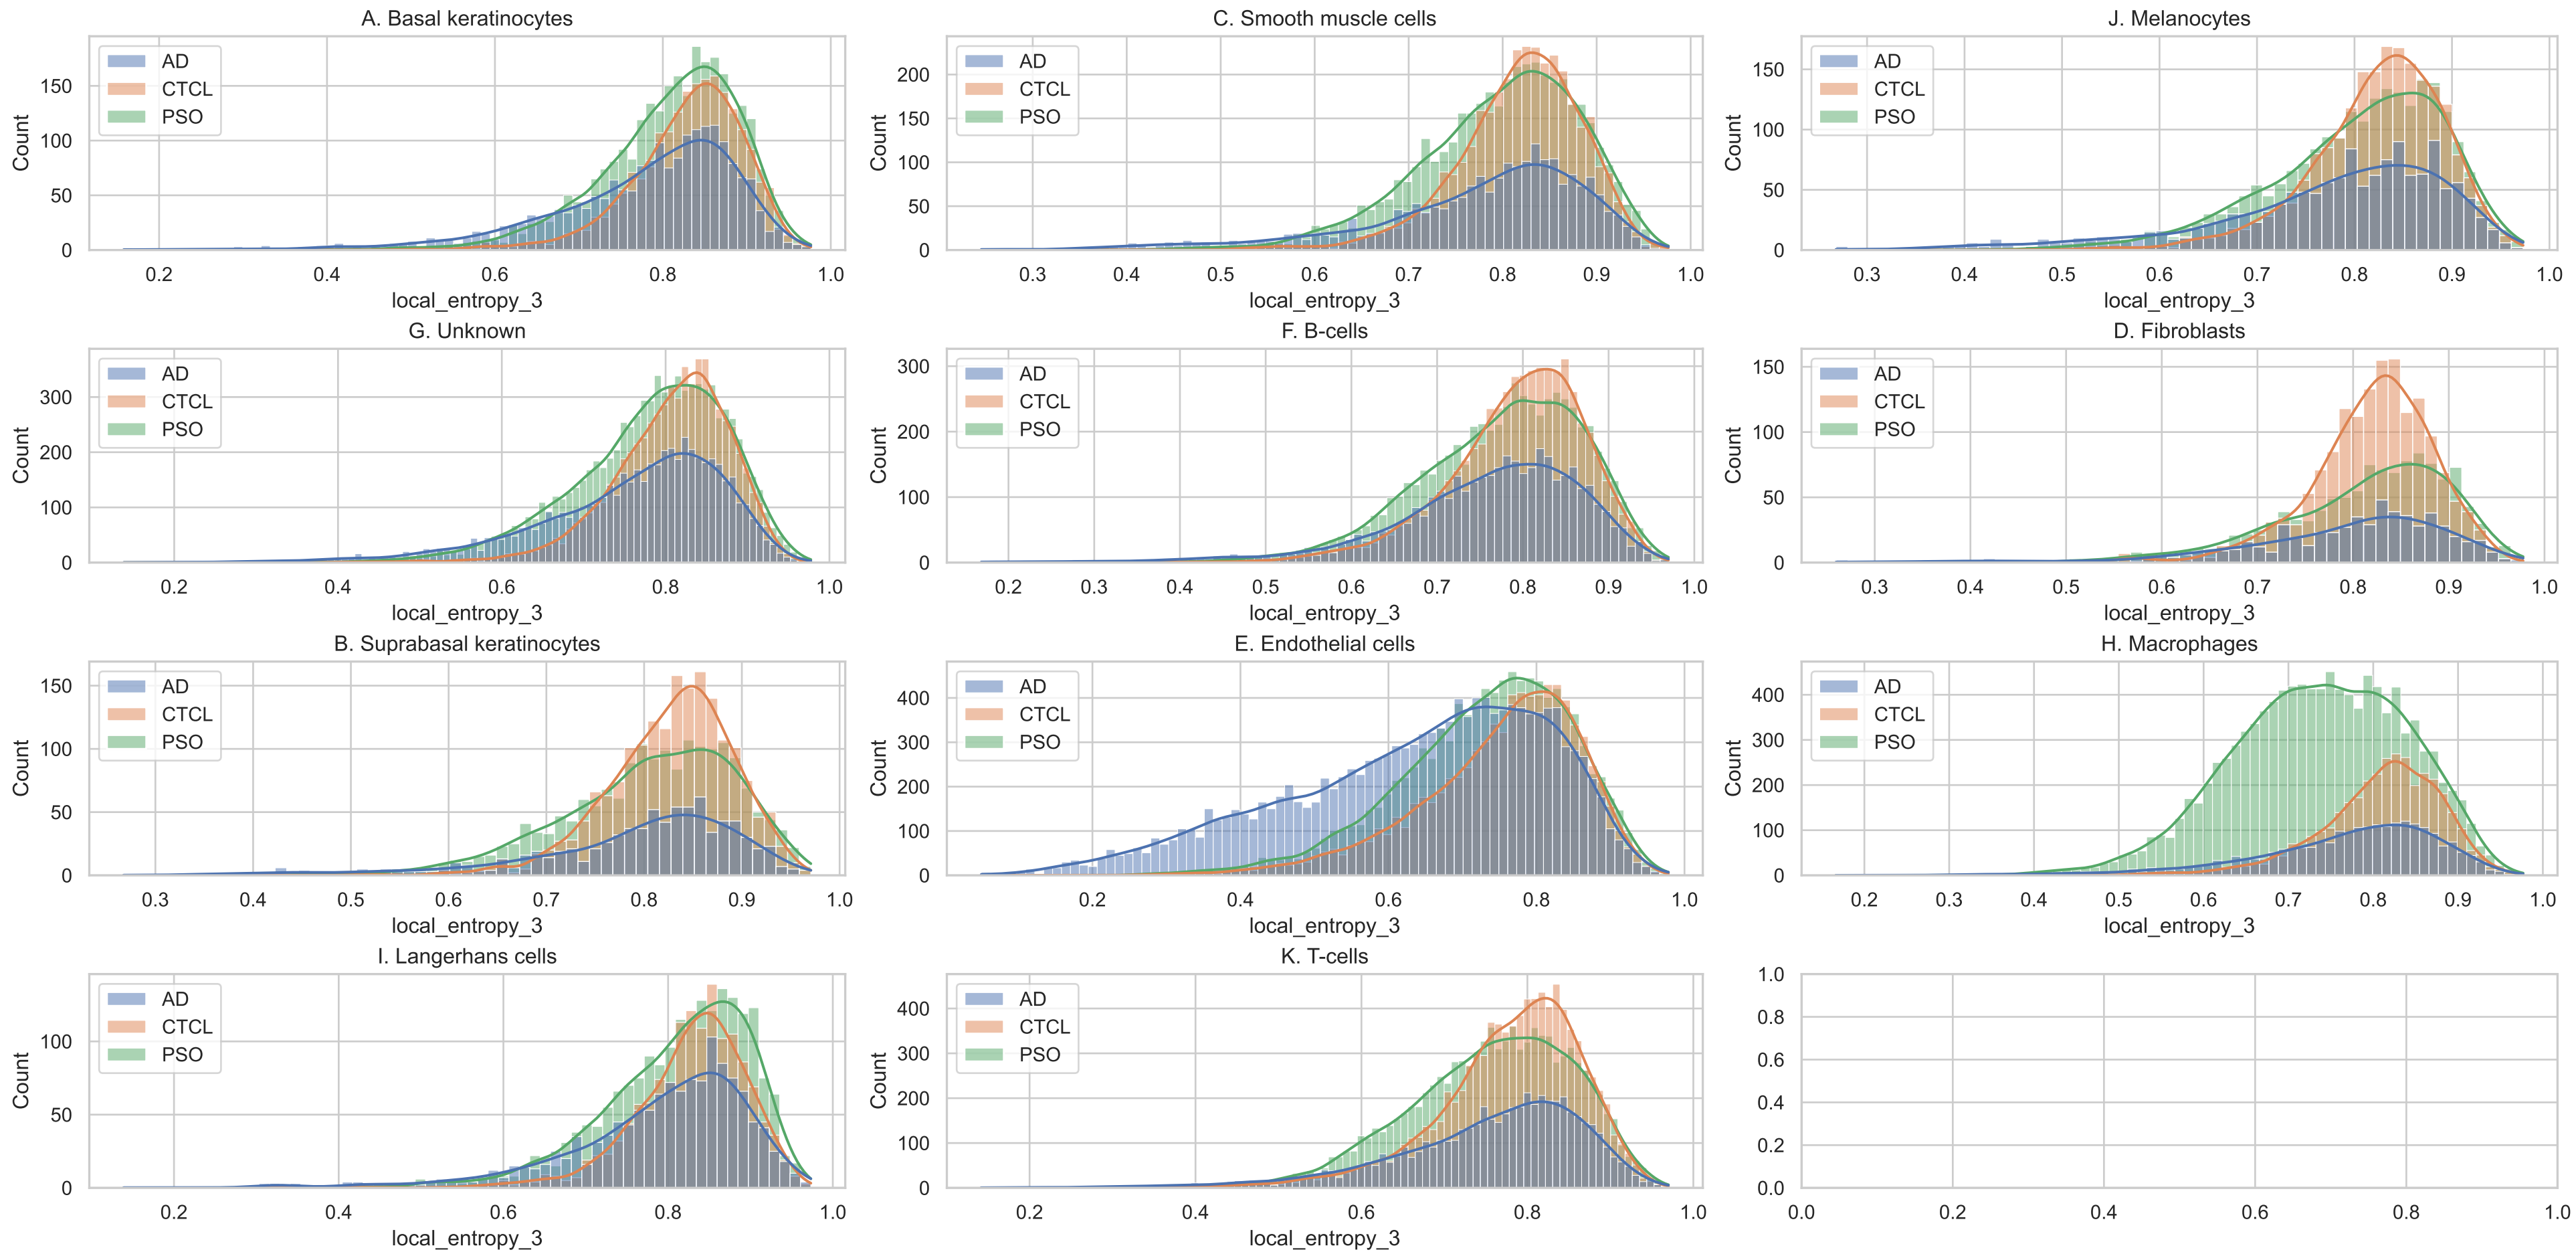 A. Basal keratinocytes
AD
CTCL
PSO
Count
150
100
50
0
0.2 0.4 0.6 0.8 1.0
local_entropy_3
C. Smooth muscle cells
AD
CTCL
PSO
Count
200
150
100
50
0
0.3 0.4 0.5 0.6 0.7 0.8 0.9 1.0
local_entropy_3
J. Melanocytes
AD
CTCL
PSO
Count
150
100
50
0
0.3 0.4 0.5 0.6 0.7 0.8 0.9 1.0
local_entropy_3
G. Unknown
AD
CTCL
PSO
Count
300
200
100
0
0.2 0.4 0.6 0.8 1.0
local_entropy_3
F. B-cells
AD
CTCL
PSO
Count
300
200
100
0
0.2 0.3 0.4 0.5 0.6 0.7 0.8 0.9 1.0
local_entropy_3
D. Fibroblasts
AD
CTCL
PSO
Count
150
100
50
0
0.3 0.4 0.5 0.6 0.7 0.8 0.9 1.0
local_entropy_3
B. Suprabasal keratinocytes
AD
CTCL
PSO
Count
150
100
50
0
0.3 0.4 0.5 0.6 0.7 0.8 0.9 1.0
local_entropy_3
E. Endothelial cells
AD
CTCL
PSO
Count
400
300
200
100
0
0.2 0.4 0.6 0.8 1.0
local_entropy_3
H. Macrophages
AD
CTCL
PSO
Count
400
300
200
100
0
0.2 0.3 0.4 0.5 0.6 0.7 0.8 0.9 1.0
local_entropy_3
I. Langerhans cells
AD
CTCL
PSO
Count
100
50
0
0.2 0.4 0.6 0.8 1.0
local_entropy_3
K. T-cells
AD
CTCL
PSO
Count
400
300
200
100
0
0.2 0.4 0.6 0.8 1.0
local_entropy_3
1.0
0.8
0.6
0.4
0.2
0.0
0.0 0.2 0.4 0.6 0.8 1.0